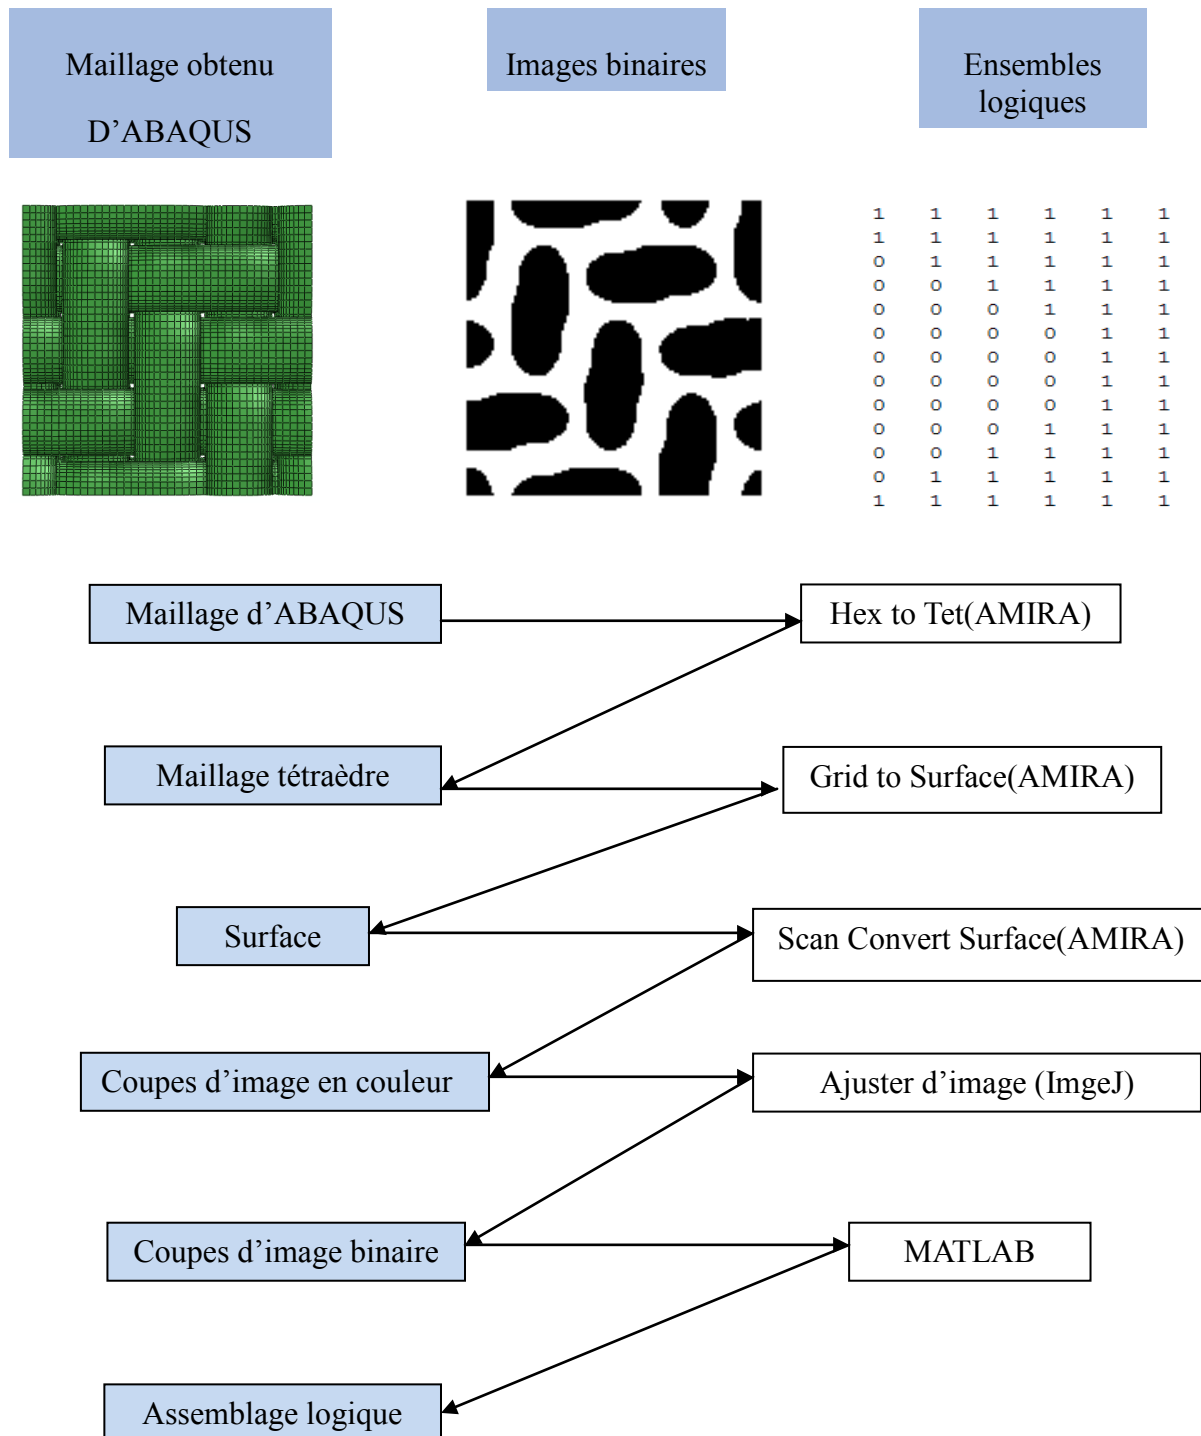 Maillage obtenu
D’ABAQUS
Images binaires
Ensembles
logiques
1 1 1 1 1 1
1 1 1 1 1 1
0 1 1 1 1 1
0 0 1 1 1 1
0 0 0 1 1 1
0 0 0 0 1 1
0 0 0 0 1 1
0 0 0 0 1 1
0 0 0 0 1 1
0 0 0 1 1 1
0 0 1 1 1 1
0 1 1 1 1 1
1 1 1 1 1 1
Maillage d’ABAQUS
Hex to Tet(AMIRA)
Maillage tétraèdre
Grid to Surface(AMIRA)
Surface
Scan Convert Surface(AMIRA)
Coupes d’image en couleur
Ajuster d’image (ImgeJ)
Coupes d’image binaire
MATLAB
Assemblage logique